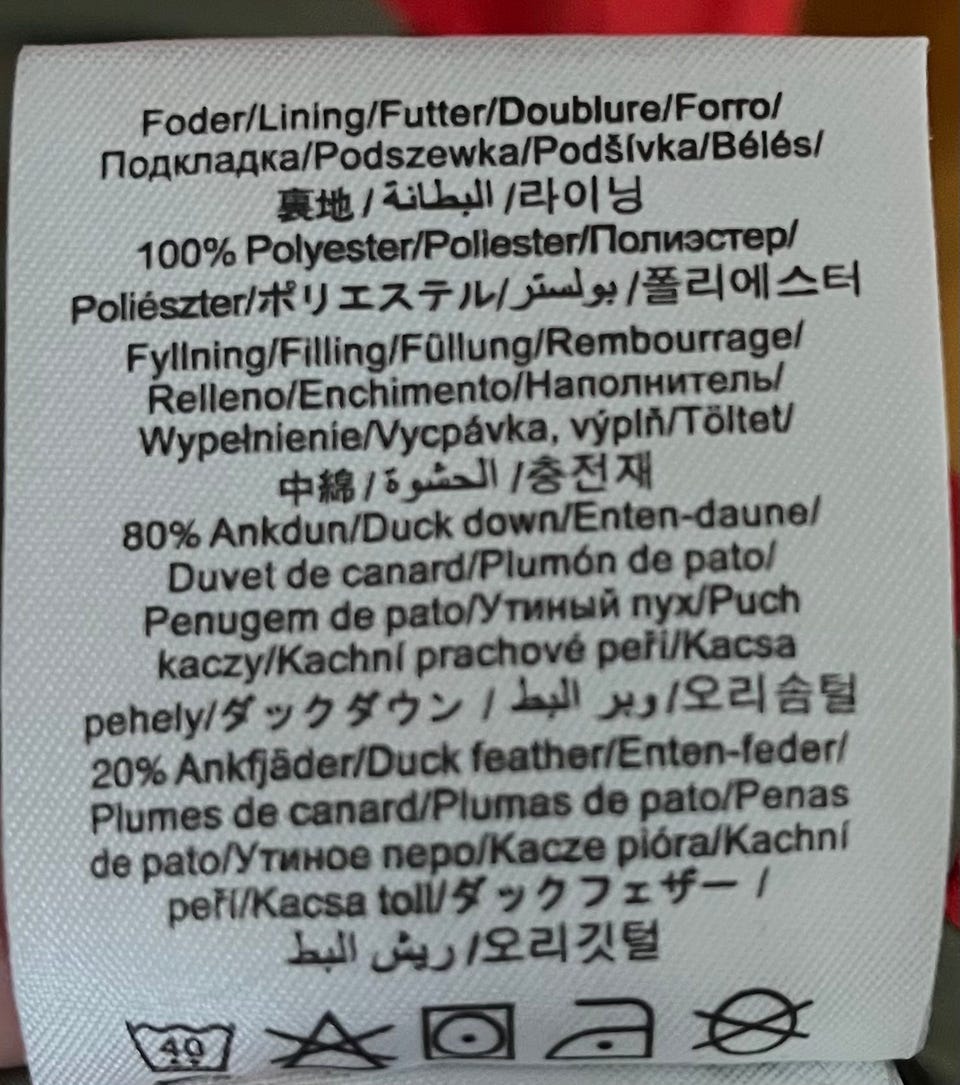 Foder/Lining/Futter/Doublure/Forro/
Подкладка/Podszewka/Podšívka/Bélés/
裏地/البطانة/라이닝
100% Polyester/Poliester/Полиэстер/
Poliészter/ポリエステル/بولستر/폴리에스터
Fyllning/Filling/Füllung/Rembourrage/
Relleno/Enchimento/Наполнитель/
Wypełnienie/Vycpávka, výplň/Töltet/
中綿/الحشوة/충전재
80% Ankdun/Duck down/Enten-daune/
Duvet de canard/Plumón de pato/
Penugem de pato/Утиный пух/Puch
kaczy/Kachní prachové peří/Kacsa
pehely/ダックダウン / وبر البط/오리솜털
20% Ankfjäder/Duck feather/Enten-feder/
Plumes de canard/Plumas de pato/Penas
de pato/Утиное перо/Kacze pióra/Kachní
peří/Kacsa toll/ダックフェザー /
ريش البط/오리깃털
40